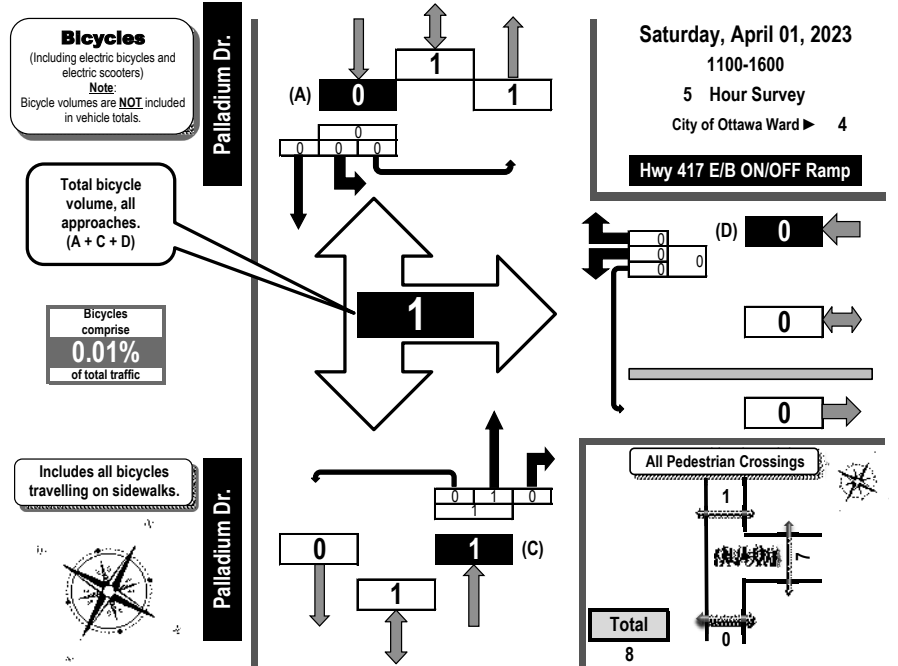 Bicycles
(Including electric bicycles and
electric scooters)
Note:
Bicycle volumes are NOT included
in vehicle totals.
Palladium Dr.
1
(A) 0
1
0
0 0 0
Saturday, April 01, 2023
1100-1600
5 Hour Survey
City of Ottawa Ward ► 4
Hwy 417 E/B ON/OFF Ramp
Total bicycle
volume, all
approaches.
(A + C + D)
1
0
0
0
0
(D) 0
0
0
Bicycles
comprise
0.01%
of total traffic
Includes all bicycles
travelling on sidewalks.
Palladium Dr.
0 1 0
1
0
1 (C)
1
All Pedestrian Crossings
1
7
0
Total
8